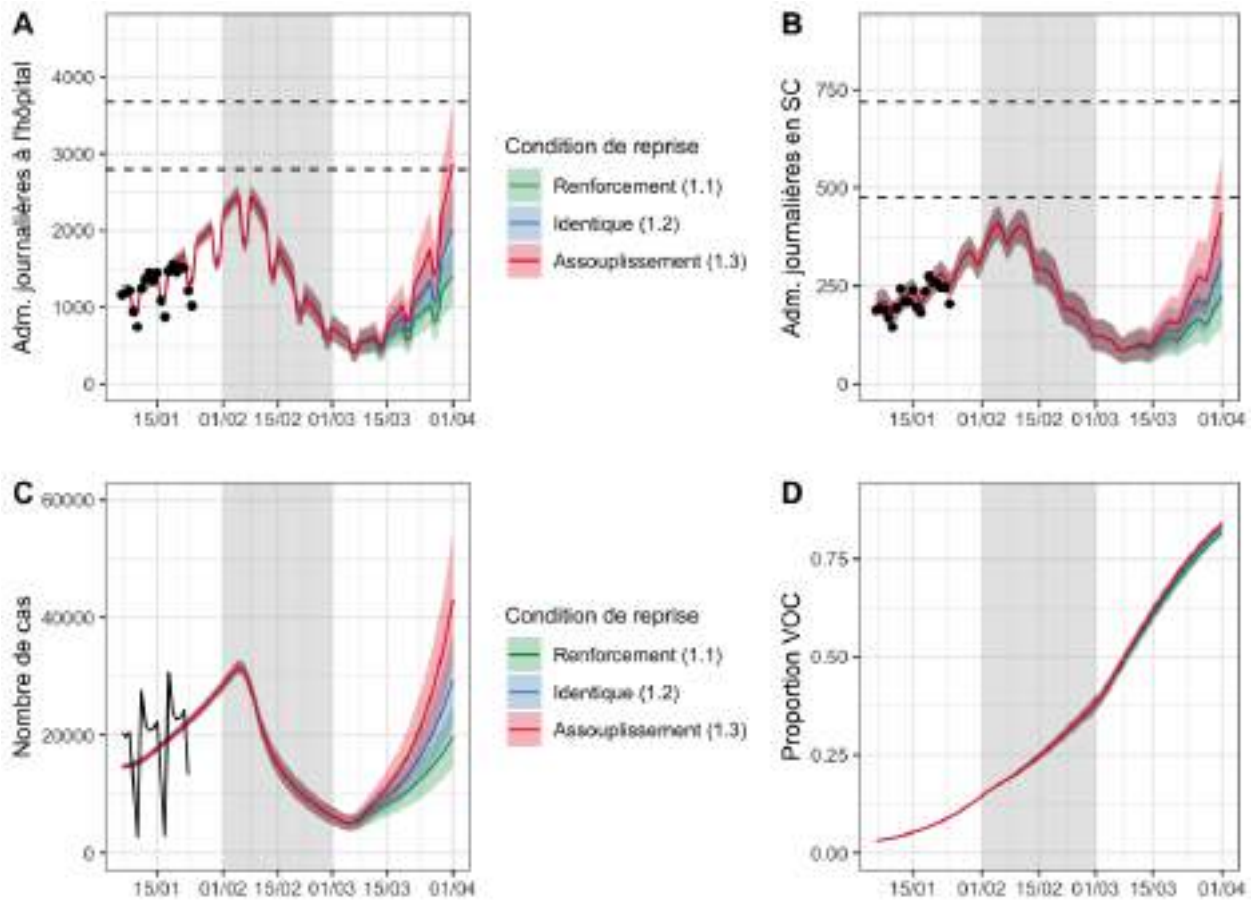 A
Adm. journalières à l'hôpital
4000
3000
2000
1000
0
15/01 01/02 15/02 01/03 15/03 01/04
Condition de reprise
Renforcement (1.1)
Identique (1.2)
Assouplissement (1.3)
B
Adm. journalières en SC
750
500
250
0
15/01 01/02 15/02 01/03 15/03 01/04
C
Nombre de cas
60000
40000
20000
0
15/01 01/02 15/02 01/03 15/03 01/04
Condition de reprise
Renforcement (1.1)
Identique (1.2)
Assouplissement (1.3)
D
Proportion VOC
0.75
0.50
0.25
0.00
15/01 01/02 15/02 01/03 15/03 01/04